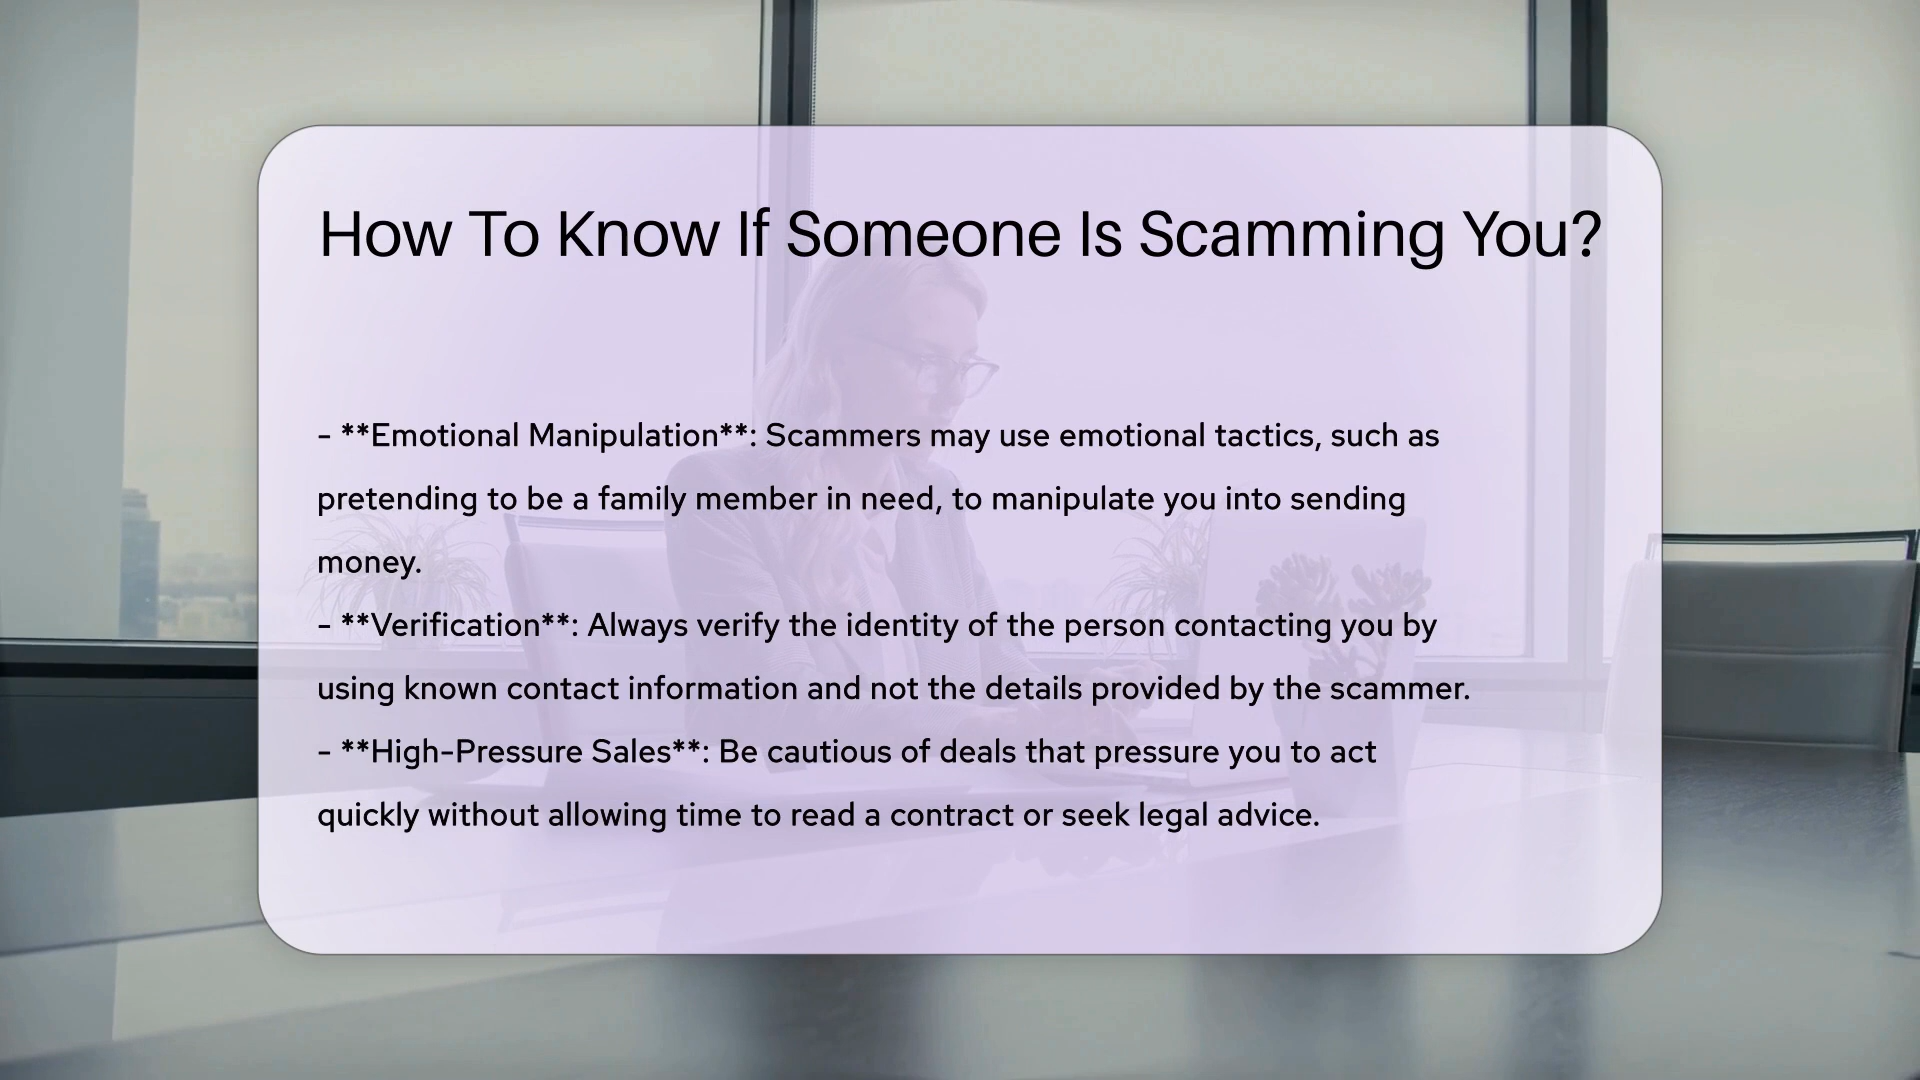 How To Know If Someone Is Scamming You?
- **Emotional Manipulation**: Scammers may use emotional tactics, such as
pretending to be a family member in need, to manipulate you into sending
money.
- **Verification**: Always verify the identity of the person contacting you by
using known contact information and not the details provided by the scammer.
- **High-Pressure Sales**: Be cautious of deals that pressure you to act
quickly without allowing time to read a contract or seek legal advice.